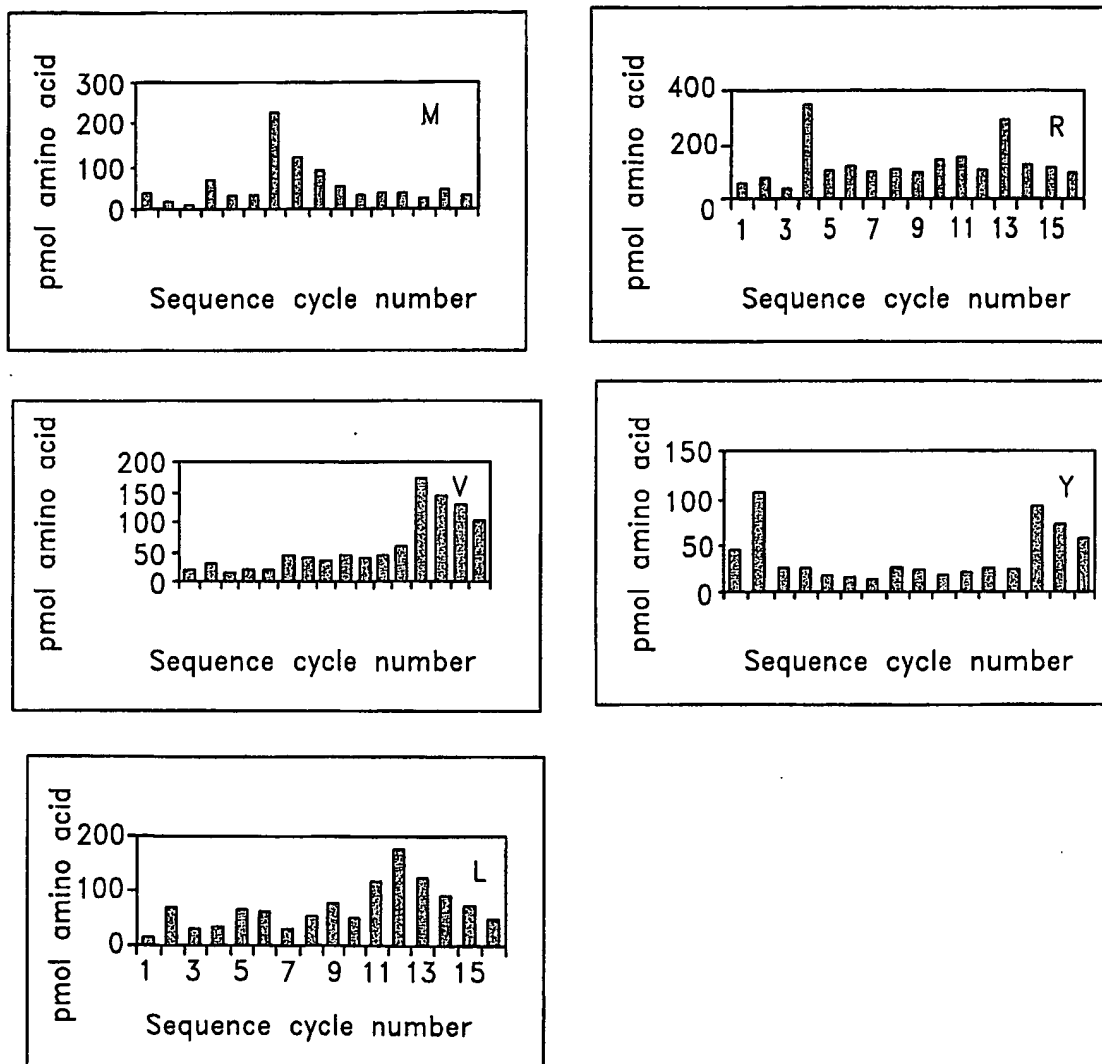 pmol amino acid
300
200
100
0
M
Sequence cycle number
pmol amino acid
400
200
0
R
1 3 5 7 9 11 13 15
Sequence cycle number
pmol amino acid
200
150
100
50
0
V
Sequence cycle number
pmol amino acid
150
100
50
0
Y
Sequence cycle number
pmol amino acid
200
100
0
L
1 3 5 7 9 11 13 15
Sequence cycle number